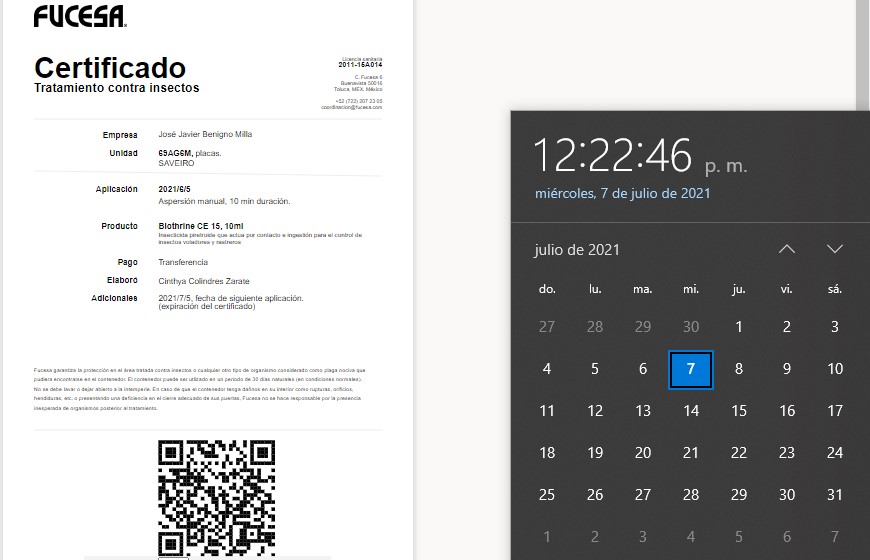 FUCESA.
Certificado
Tratamiento contra insectos
Licencia sanitaria
2011-15A014
C. Fucesa 6
Buenavista 50016
Toluca, MEX, México
+52 (722) 207 23 05
coordinacion@fucesa.com
Empresa José Javier Benigno Milla
Unidad 69AG6M, placas.
SAVEIRO
Aplicación 2021/6/5
Aspersión manual, 10 min duración.
Producto Biothrine CE 15, 10ml
Insecticida piretroide que actua por contacto e ingestión para el control de
insectos voladores y rastreros
Pago Transferencia
Elaboró Cinthya Colindres Zarate
Adicionales 2021/7/5, fecha de siguiente aplicación.
(expiración del certificado)
Fucesa garantiza la protección en el área tratada contra insectos o cualquier otro tipo de organismo considerado como plaga nociva que
pudiera encontrarse en el contenedor. El contenedor puede ser utilizado en un periodo de 30 días naturales (en condiciones normales).
No se debe lavar o dejar abierto a la intemperie. En caso de que el contenedor tenga dañinos en su interior como rupturas, orificios,
hendiduras, etc. o presentando una deficiencia en el cierre adecuado de sus puertas, Fucesa no se hace responsable por la presencia
inesperada de organismos posterior al tratamiento.
12:22:46 p. m.
miércoles, 7 de julio de 2021
julio de 2021
do. lu. ma. mi. ju. vi. sá.
27 28 29 30 1 2 3
4 5 6 7 8 9 10
11 12 13 14 15 16 17
18 19 20 21 22 23 24
25 26 27 28 29 30 31
1 2 3 4 5 6 7